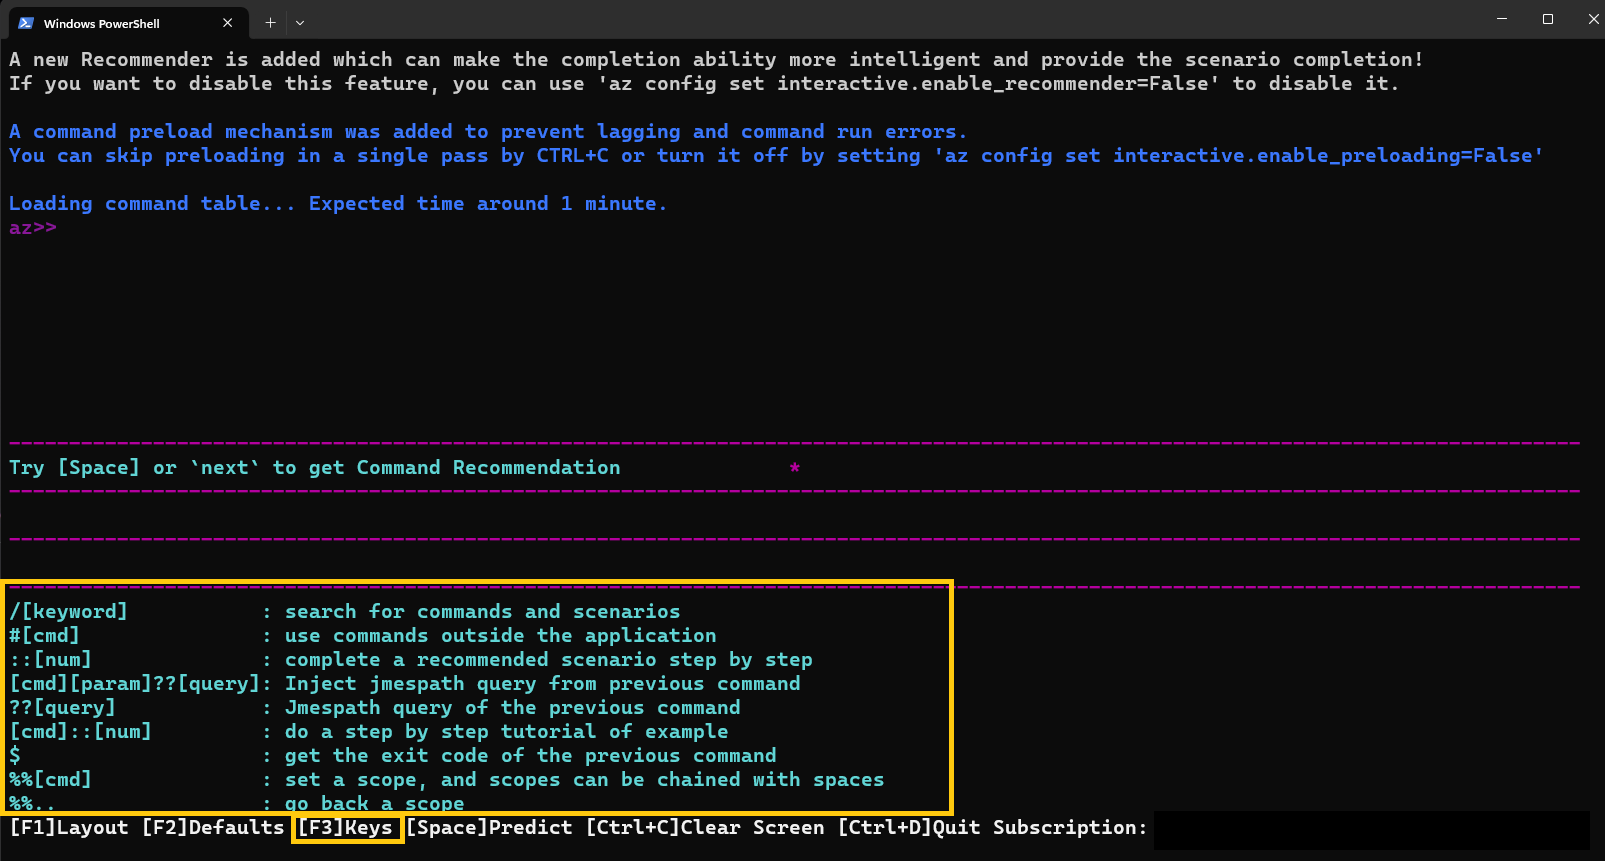 Windows PowerShell
A new Recommender is added which can make the completion ability more intelligent and provide the scenario completion!
If you want to disable this feature, you can use 'az config set interactive.enable_recommender=False' to disable it.
A command preload mechanism was added to prevent lagging and command run errors.
You can skip preloading in a single pass by CTRL+C or turn it off by setting 'az config set interactive.enable_preloading=False'
Loading command table... Expected time around 1 minute.
az>>
Try [Space] or `next` to get Command Recommendation *
/[keyword] : search for commands and scenarios
#[cmd] : use commands outside the application
::[num] : complete a recommended scenario step by step
[cmd][param]??[query]: Inject jmespath query from previous command
??[query] : Jmespath query of the previous command
[cmd]::[num] : do a step by step tutorial of example
$ : get the exit code of the previous command
%%[cmd] : set a scope, and scopes can be chained with spaces
%%.. : go back a scope
[F1]Layout [F2]Defaults [F3]Keys [Space]Predict [Ctrl+C]Clear Screen [Ctrl+D]Quit Subscription: